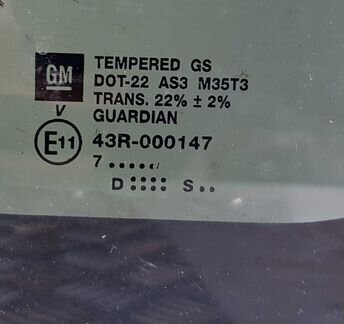 GM
TEMPERED GS
DOT-22 AS3 M35T3
TRANS. 22% ± 2%
V
GUARDIAN
E11
43R-000147
7 •••••/
D •••••••• S••